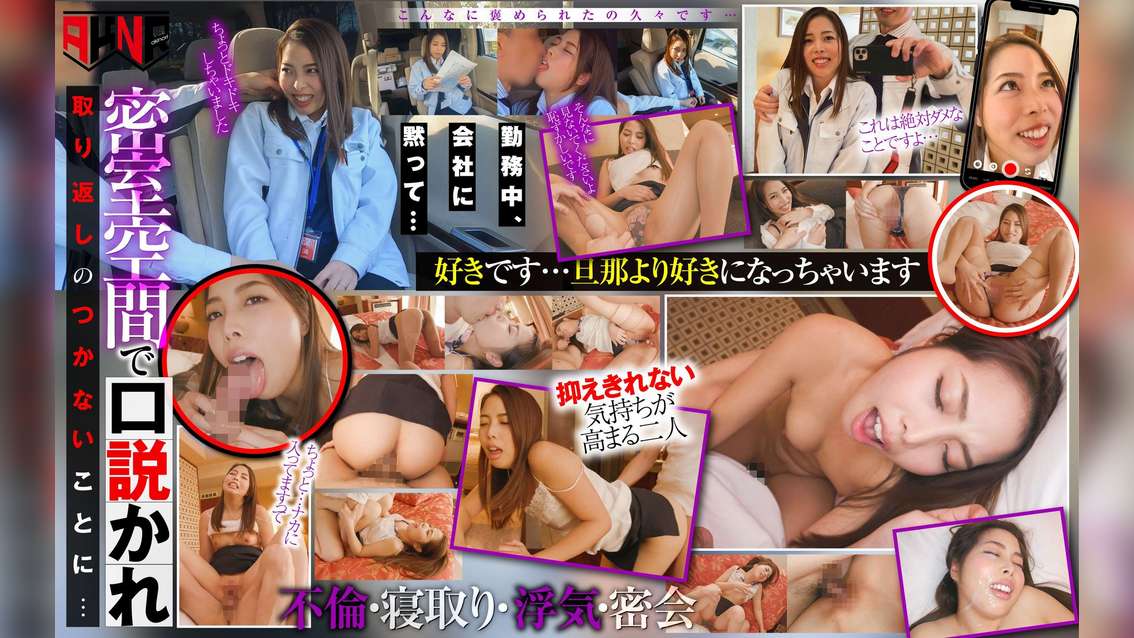 こんなに褒められたの久々です…
ちょっとドキドキ
しちゃいました
密室空間で口説かれ
取り返しのつかないことに…
勤務中、
会社に
黙って…
そんなに
見ないでくださいよ
恥ずかしいです
これは絶対ダメな
ことですよ…
好きです…旦那より好きになっちゃいます
抑えきれない
気持ちが
高まる二人
ちょっと…ナカに
入ってますって
不倫・寝取り・浮気・密会